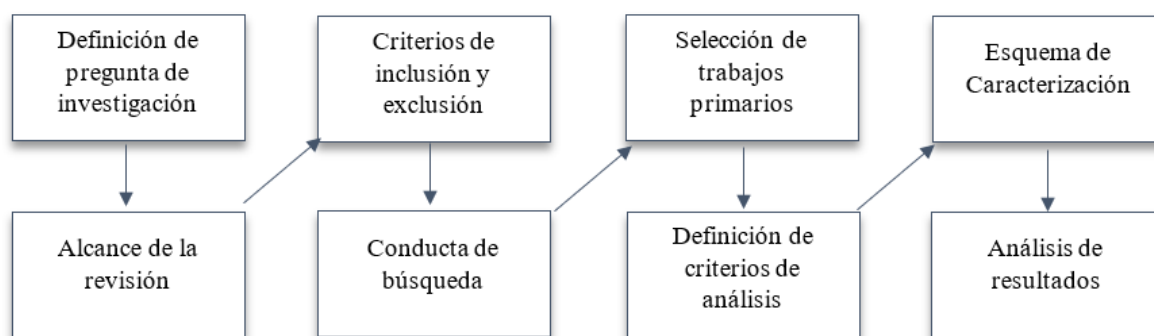 Definición de
pregunta de
investigación
Alcance de la
revisión
Criterios de
inclusión y
exclusión
Conducta de
búsqueda
Selección de
trabajos
primarios
Definición de
criterios de
análisis
Esquema de
Caracterización
Análisis de
resultados